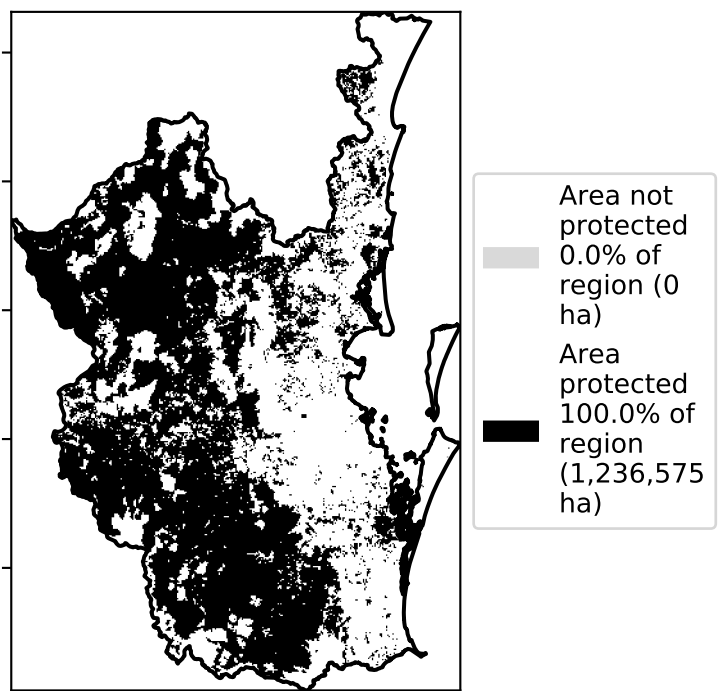 Area not
protected
0.0% of
region (0
ha)
Area
protected
100.0% of
region
(1,236,575
ha)